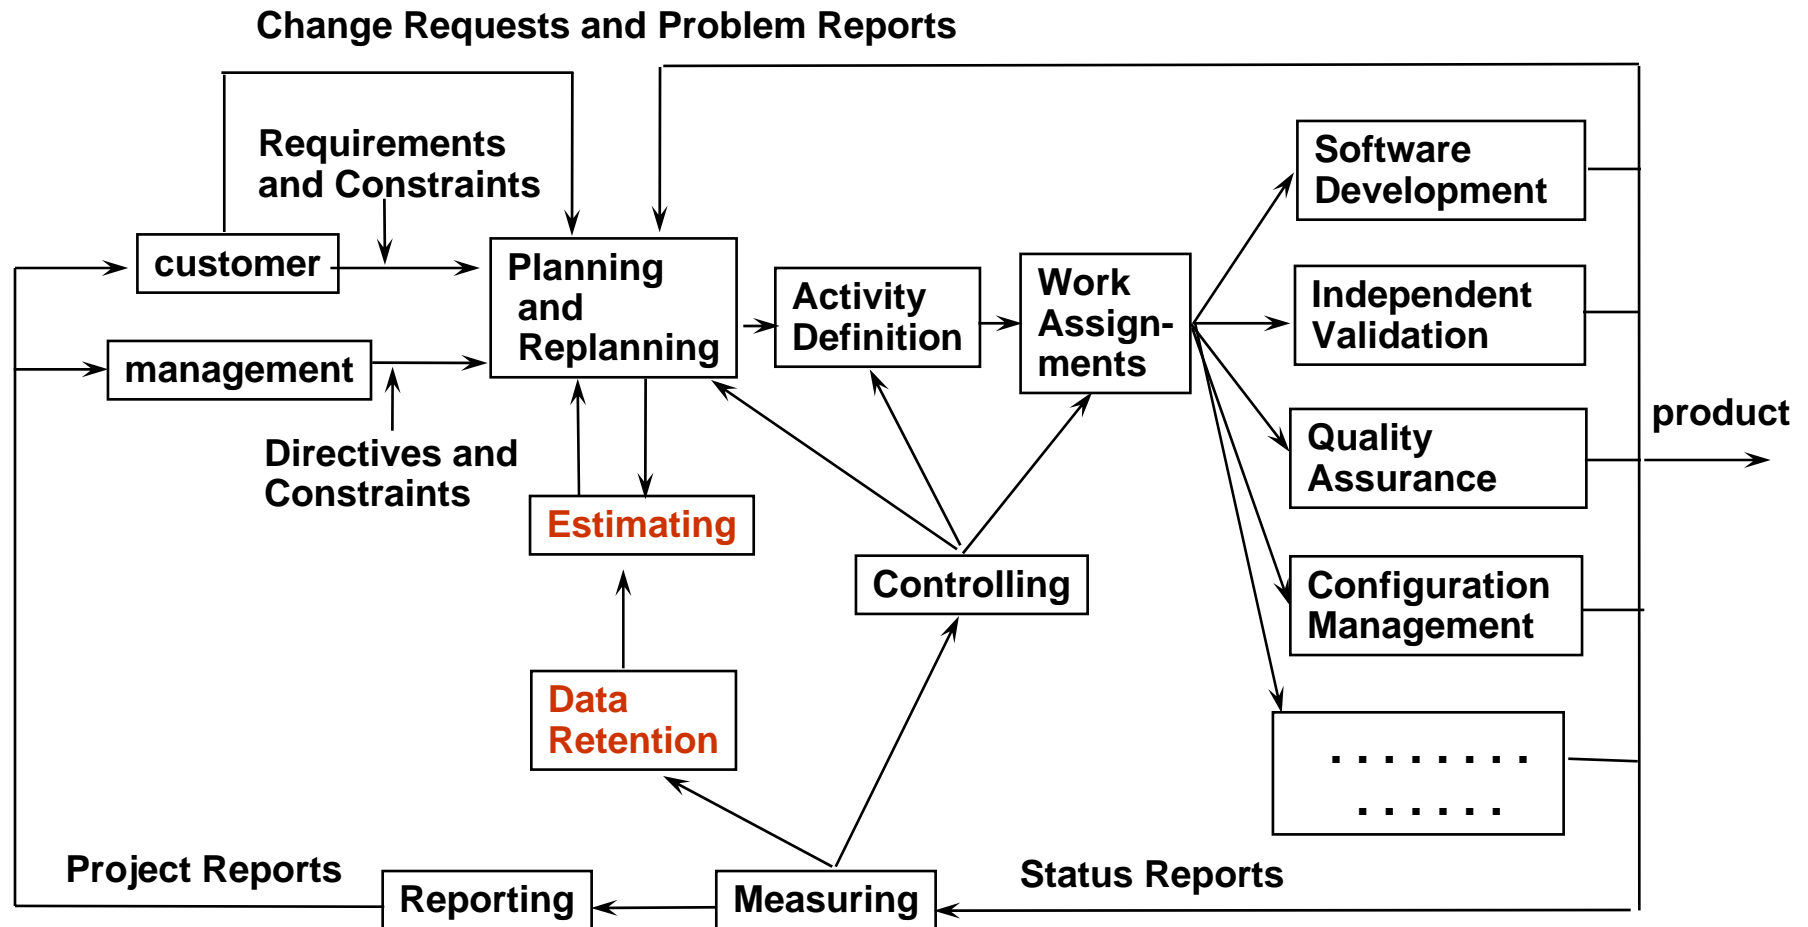 Change Requests and Problem Reports
Requirements
and Constraints
customer
management
Directives and
Constraints
Planning
and
Replanning
Activity
Definition
Work
Assign-
ments
Software
Development
Independent
Validation
Quality
Assurance
Configuration
Management
. . . . . . . .
. . . . . .
product
Estimating
Controlling
Data
Retention
Project Reports
Reporting
Measuring
Status Reports